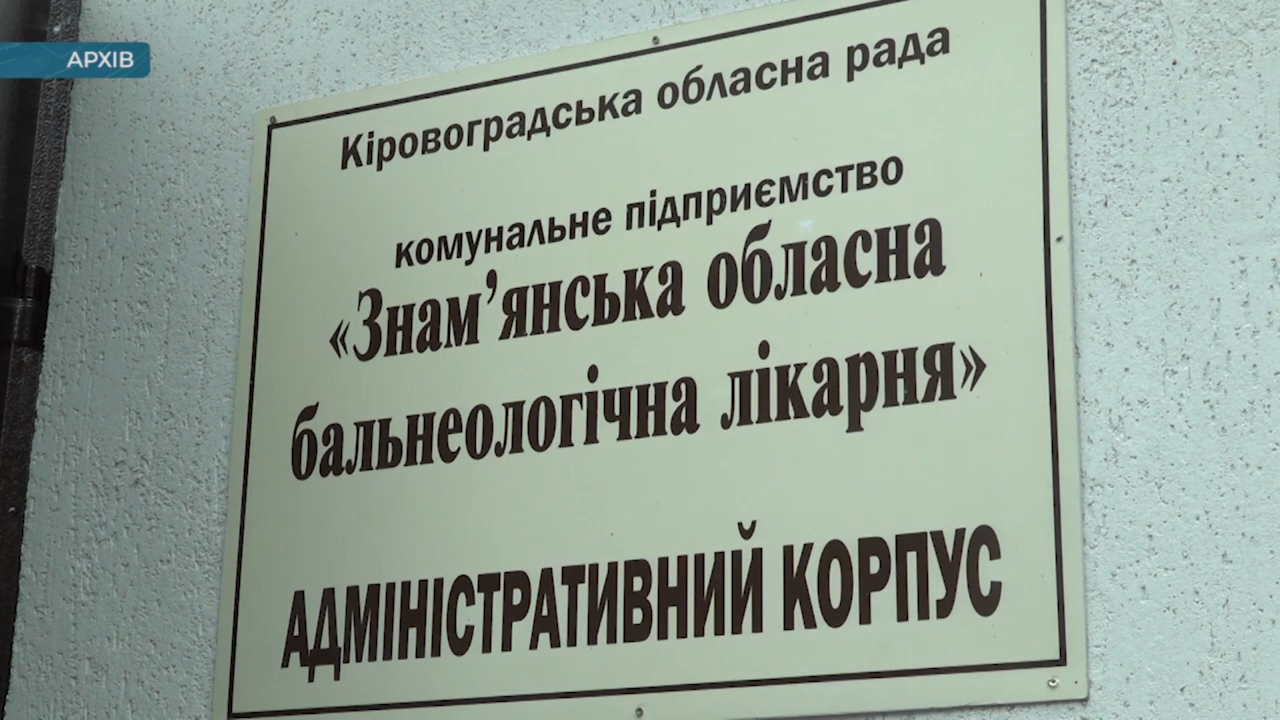 АРХІВ
Кіровоградська обласна рада
комунальне підприємство
«Знам’янська обласна
бальнеологічна лікарня»
АДМІНІСТРАТИВНИЙ КОРПУС